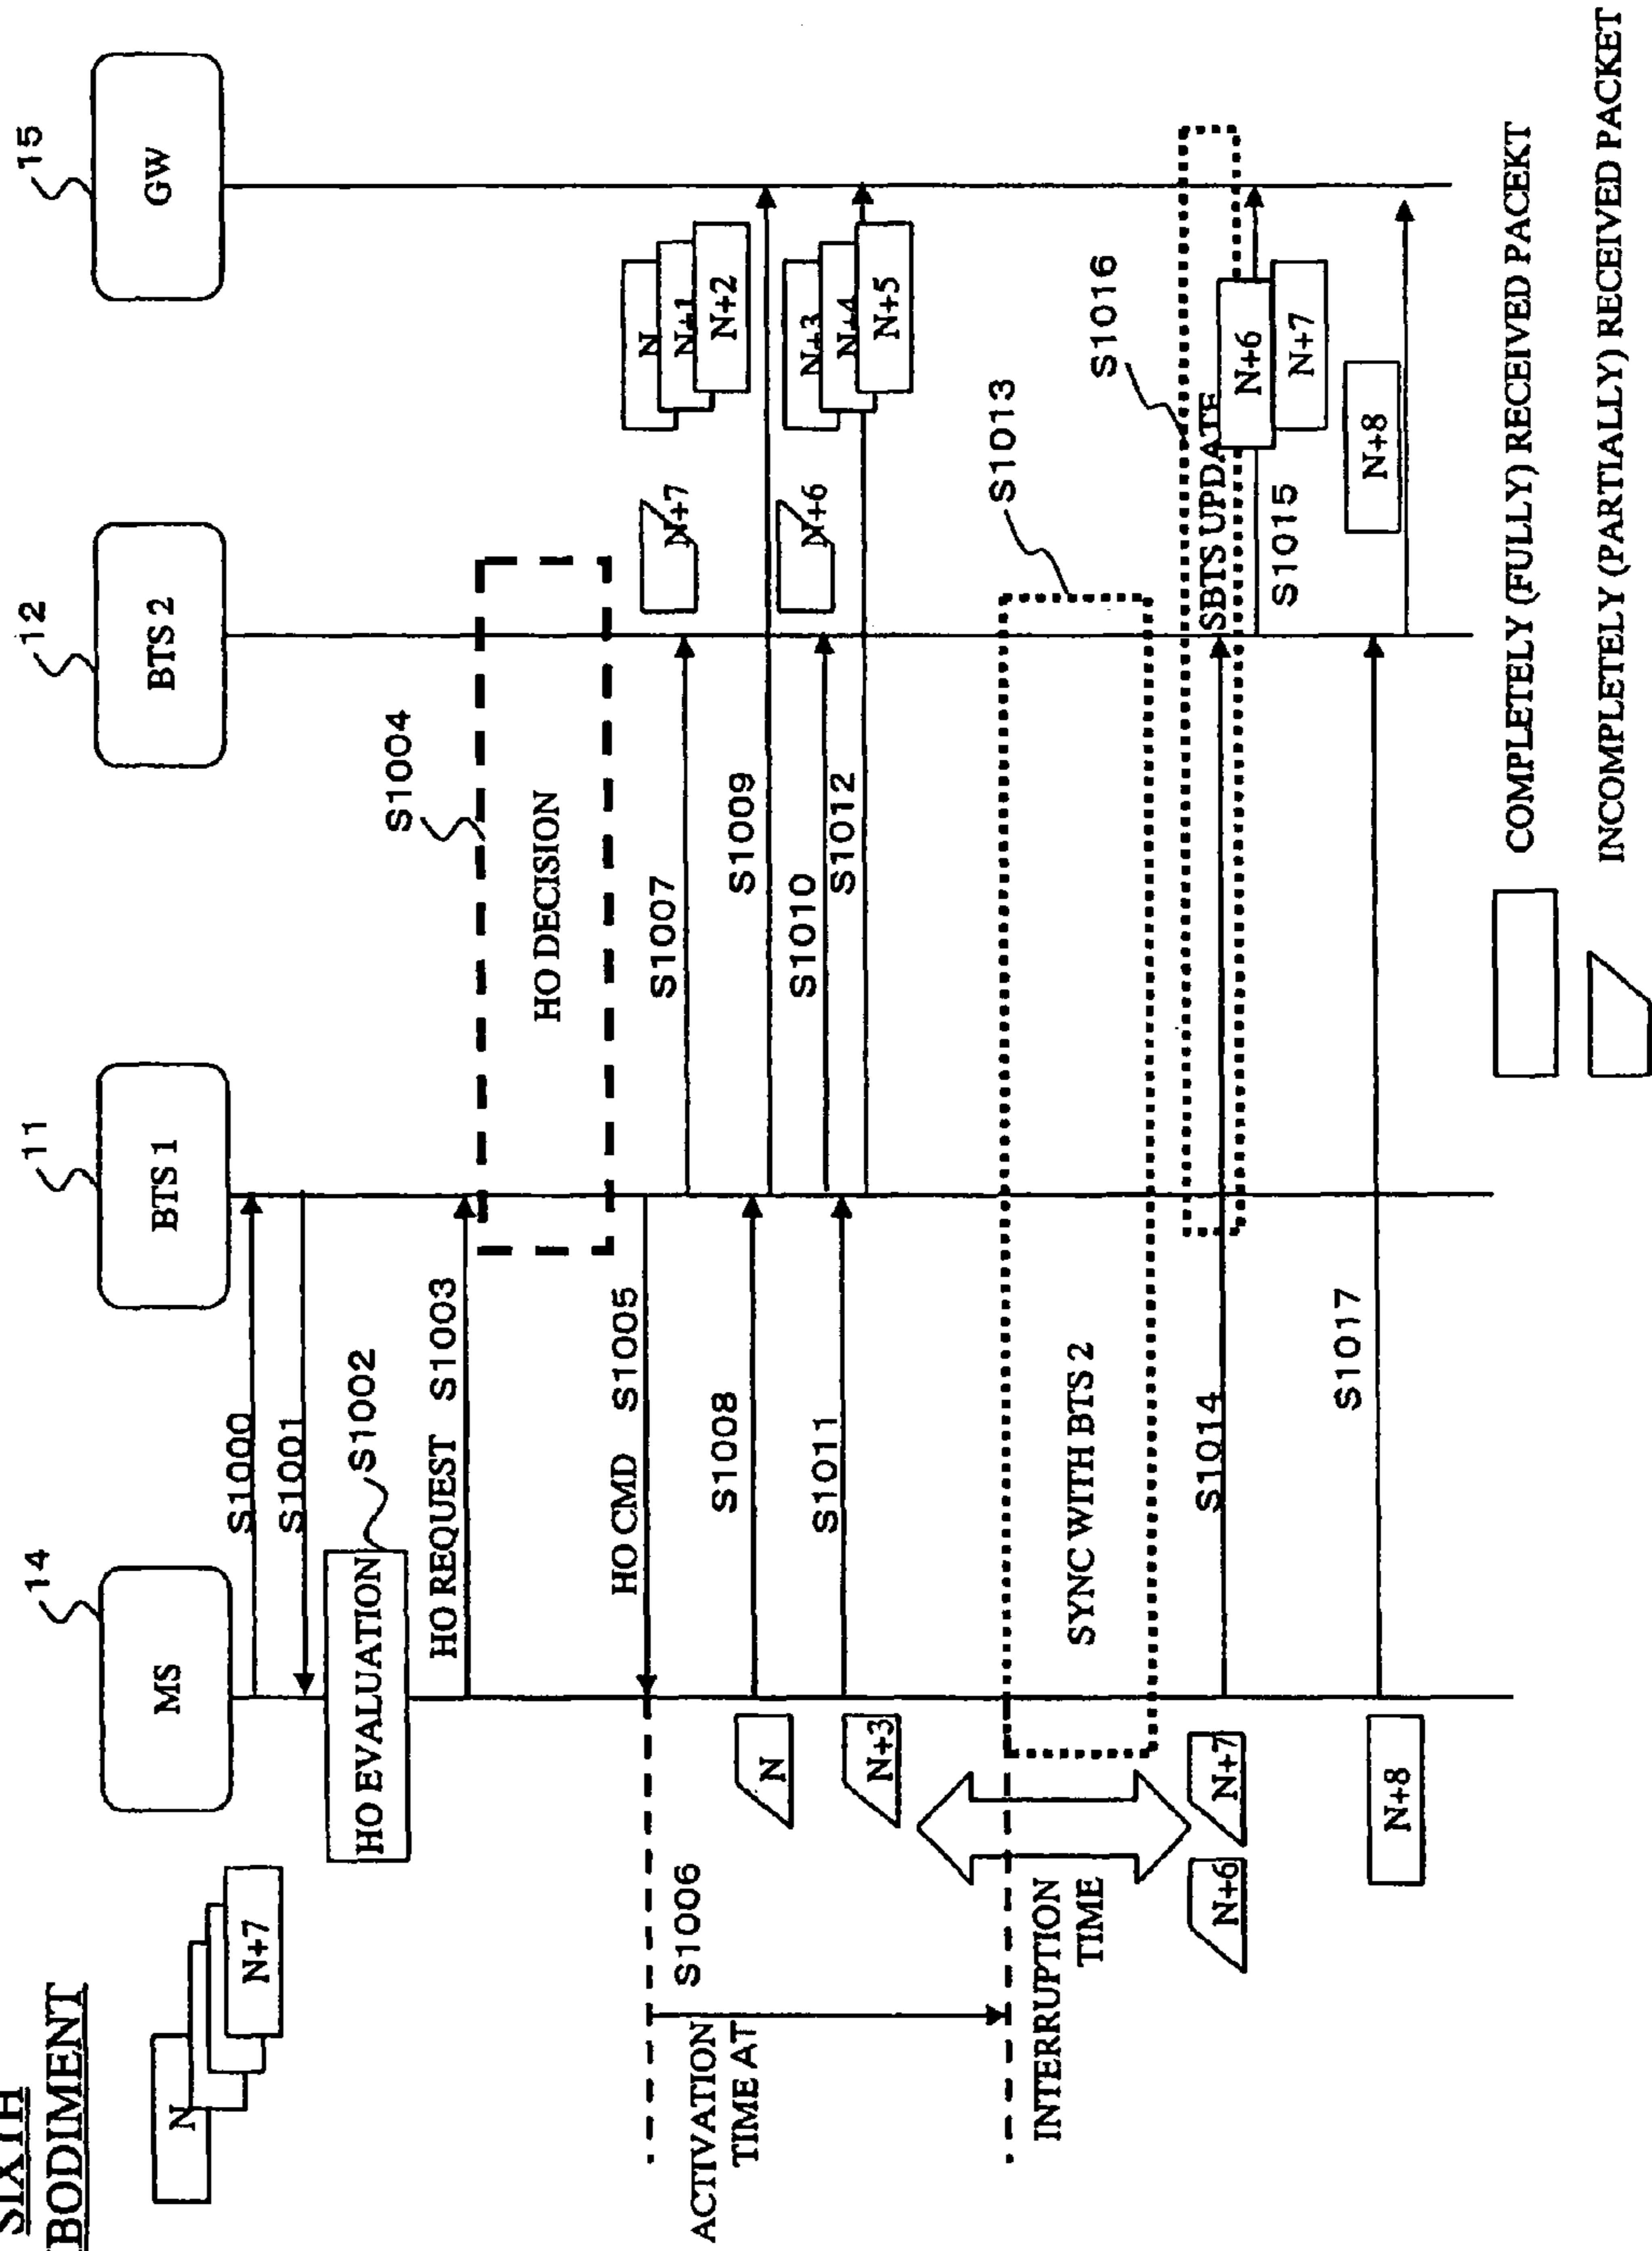 SIXTH
BODIMENT
14
11
12
15
MS
BTS 1
BTS 2
GW
N
N+7
S1000
S1001
HO EVALUATION
S1002
HO REQUEST S1003
S1004
HO DECISION
HO CMD S1005
S1006
ACTIVATION
TIME AT
S1007
N+7
N
N+1
N+2
N
S1008
S1009
S1010
N+6
N+3
N+4
N+5
N+3
S1011
S1012
INTERRUPTION
TIME
SYNC WITH BTS 2
S1013
S1016
SBTS UPDATE
N+6
N+7
S1014
N+6
N+7
S1015
N+8
S1017
N+8
COMPLETELY (FULLY) RECEIVED PACEKT
INCOMPLETELY (PARTIALLY) RECEIVED PACKET